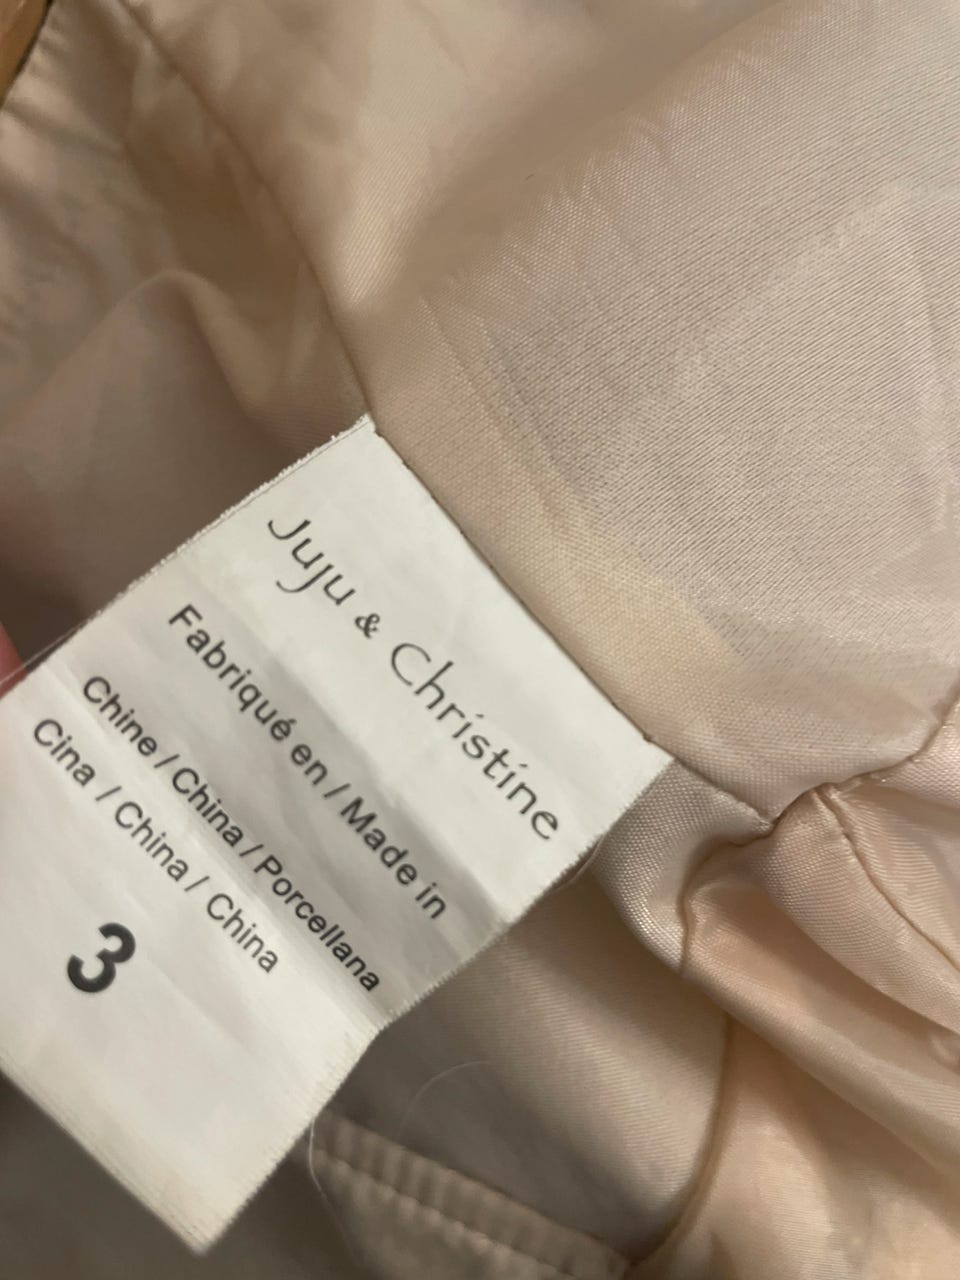 Juju & Christine
Fabriqué en / Made in
Chine / China / Porcellana
Cina / China / China
3